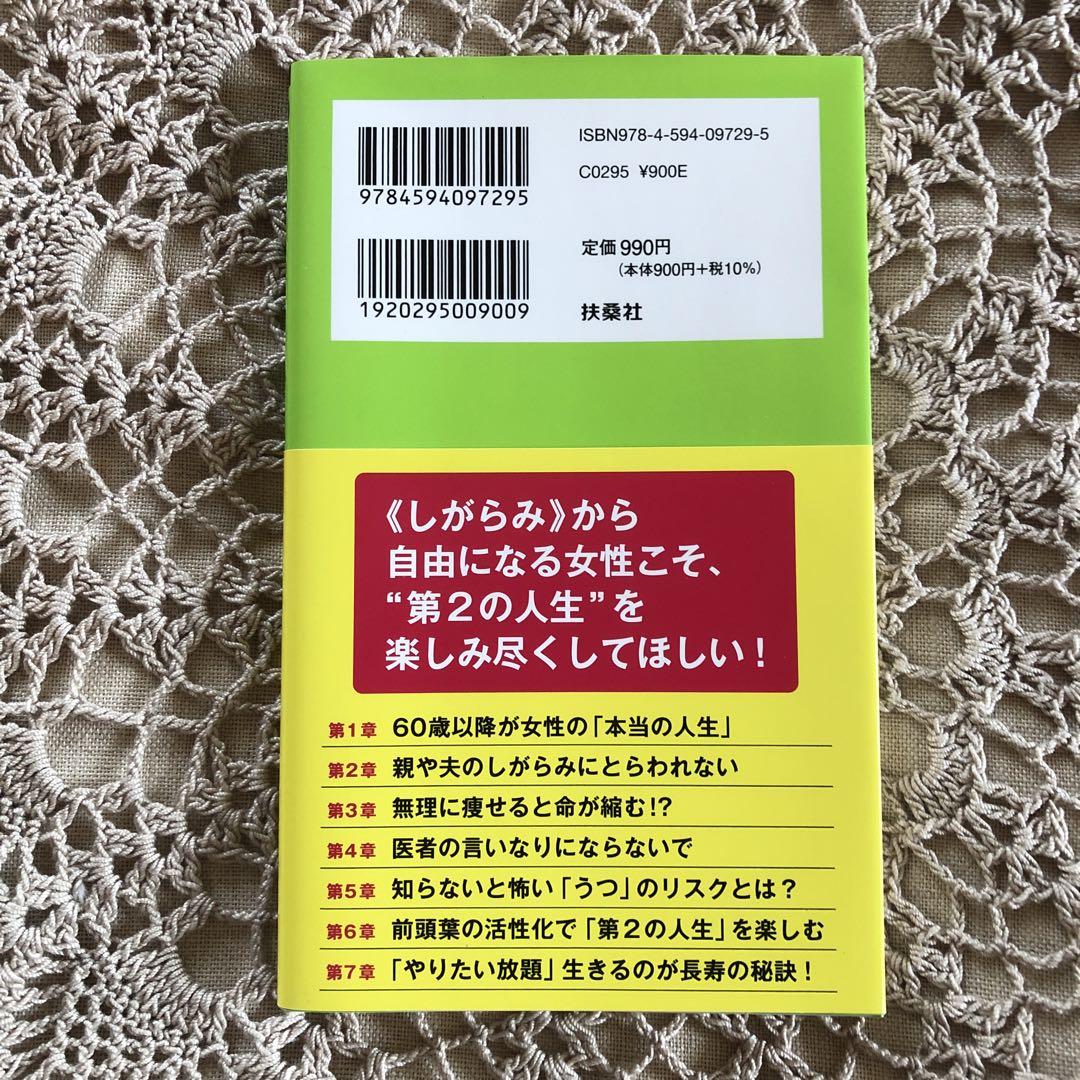 ISBN978-4-594-09729-5
C0295 ¥900E
9784594097295
定価990円
(本体900円+税10%)
1920295009009
扶桑社
《しがらみ》から
自由になる女性こそ、
“第2の人生”を
楽しみ尽くしてほしい!
第1章 60歳以降が女性の「本当の人生」
第2章 親や夫のしがらみにとらわれない
第3章 無理に痩せると命が縮む!?
第4章 医者の言いなりにならないで
第5章 知らないと怖い「うつ」のリスクとは?
第6章 前頭葉の活性化で「第2の人生」を楽しむ
第7章 「やりたい放題」生きるのが長寿の秘訣!